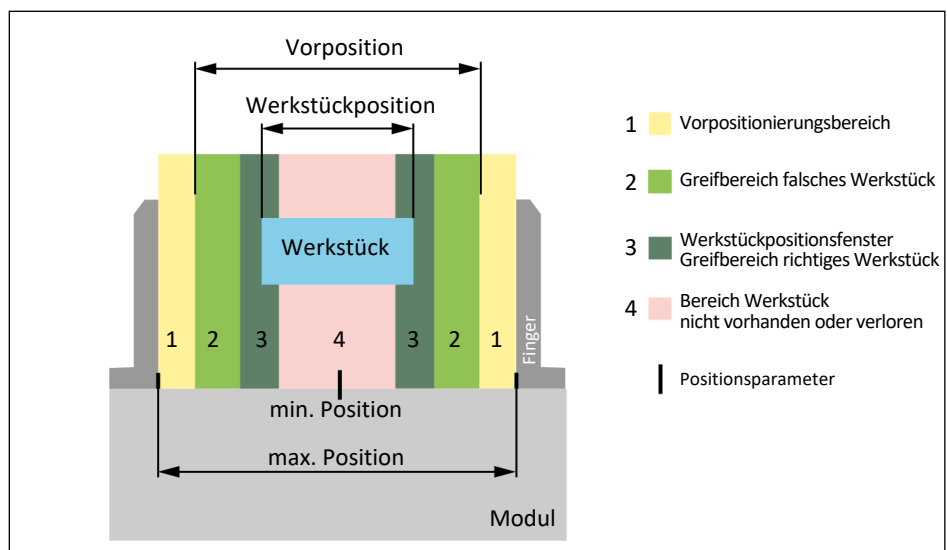 Vorposition
Werkstückposition
Werkstück
1 2 3 4 3 2 1
Finger
min. Position
max. Position
Modul
1 Vorpositionierungsbereich
2 Greifbereich falsches Werkstück
3 Werkstückpositionsfenster
Greifbereich richtiges Werkstück
4 Bereich Werkstück
nicht vorhanden oder verloren
Positionsparameter